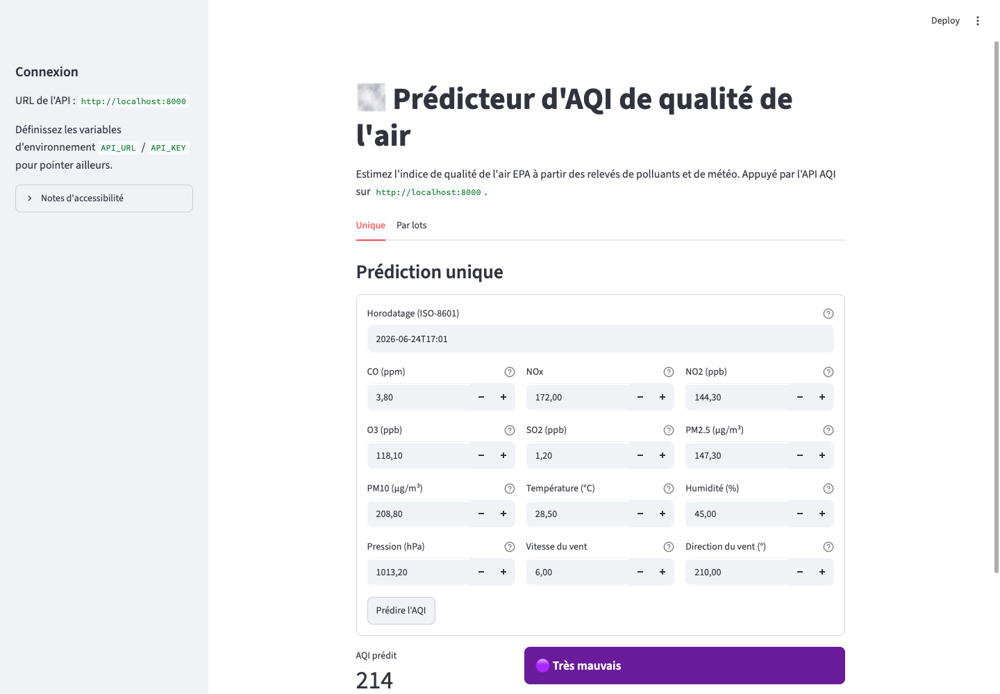 Deploy
Connexion
URL de l'API : http://localhost:8000
Définissez les variables
d'environnement API_URL / API_KEY
pour pointer ailleurs.
Notes d'accessibilité
Prédicteur d'AQI de qualité de
l'air
Estimez l'indice de qualité de l'air EPA à partir des relevés de polluants et de météo. Appuyé par l'API AQI
sur http://localhost:8000 .
Unique Par lots
Prédiction unique
Horodatage (ISO-8601)
2026-06-24T17:01
CO (ppm) NOx NO2 (ppb)
3,80 172,00 144,30
O3 (ppb) SO2 (ppb) PM2.5 (µg/m³)
118,10 1,20 147,30
PM10 (µg/m³) Température (°C) Humidité (%)
208,80 28,50 45,00
Pression (hPa) Vitesse du vent Direction du vent (°)
1013,20 6,00 210,00
Prédire l'AQI
AQI prédit
214
Très mauvais